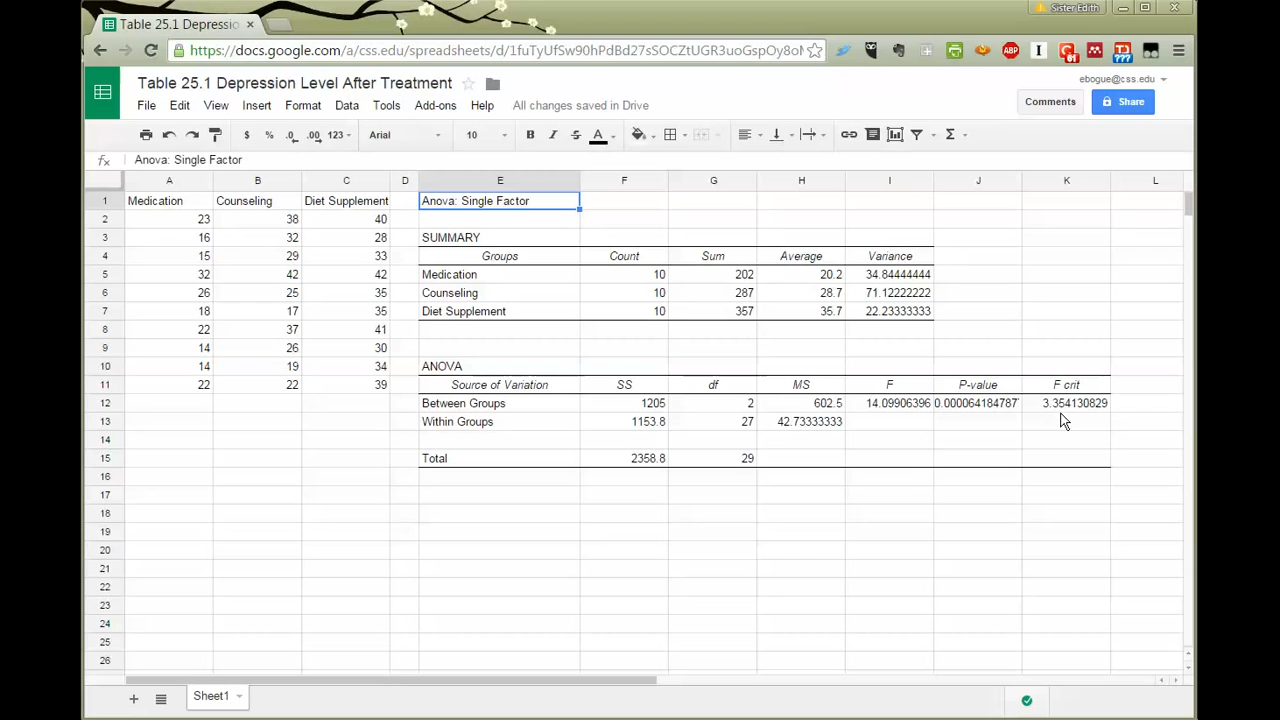 Sister Edith
Table 25.1 Depressio
https://docs.google.com/a/css.edu/spreadsheets/d/1fuTyUfSw90hPdBd27sSOCZtUGR3uoGspOy8oM
ABP I 61 777
ebogue@css.edu
Table 25.1 Depression Level After Treatment
File Edit View Insert Format Data Tools Add-ons Help All changes saved in Drive
Comments Share
$ % .0 .00 123 Arial 10 B I S A Σ
fx Anova: Single Factor
A B C D E F G H I J K L
1 Medication Counseling Diet Supplement Anova: Single Factor
2 23 38 40
3 16 32 28 SUMMARY
4 15 29 33 Groups Count Sum Average Variance
5 32 42 42 Medication 10 202 20.2 34.84444444
6 26 25 35 Counseling 10 287 28.7 71.12222222
7 18 17 35 Diet Supplement 10 357 35.7 22.23333333
8 22 37 41
9 14 26 30
10 14 19 34 ANOVA
11 22 22 39 Source of Variation SS df MS F P-value F crit
12 Between Groups 1205 2 602.5 14.09906396 0.000064184787 3.354130829
13 Within Groups 1153.8 27 42.73333333
14
15 Total 2358.8 29
16
17
18
19
20
21
22
23
24
25
26
Sheet1